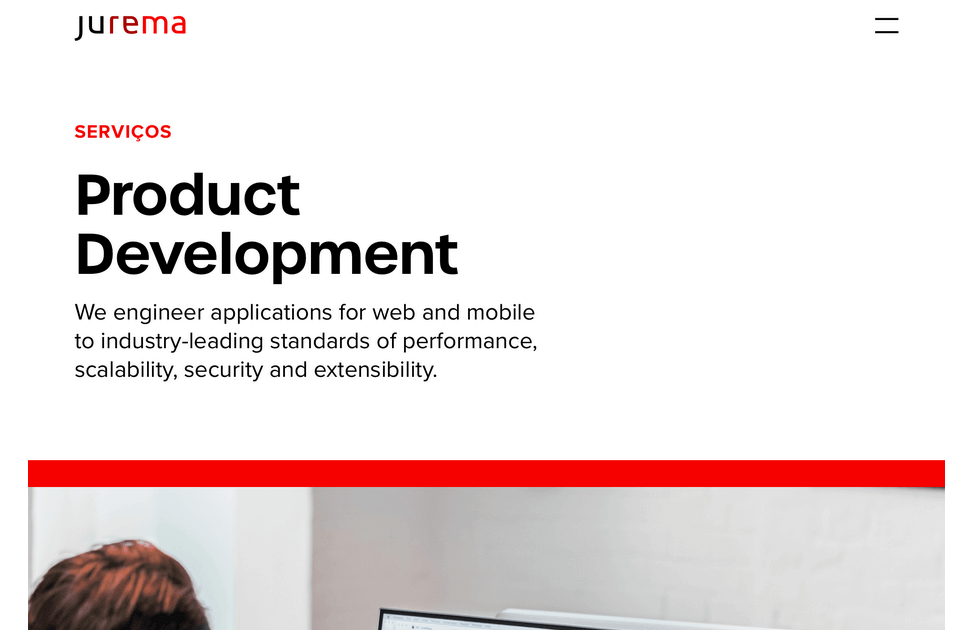 jurema
SERVIÇOS
Product
Development
We engineer applications for web and mobile
to industry-leading standards of performance,
scalability, security and extensibility.